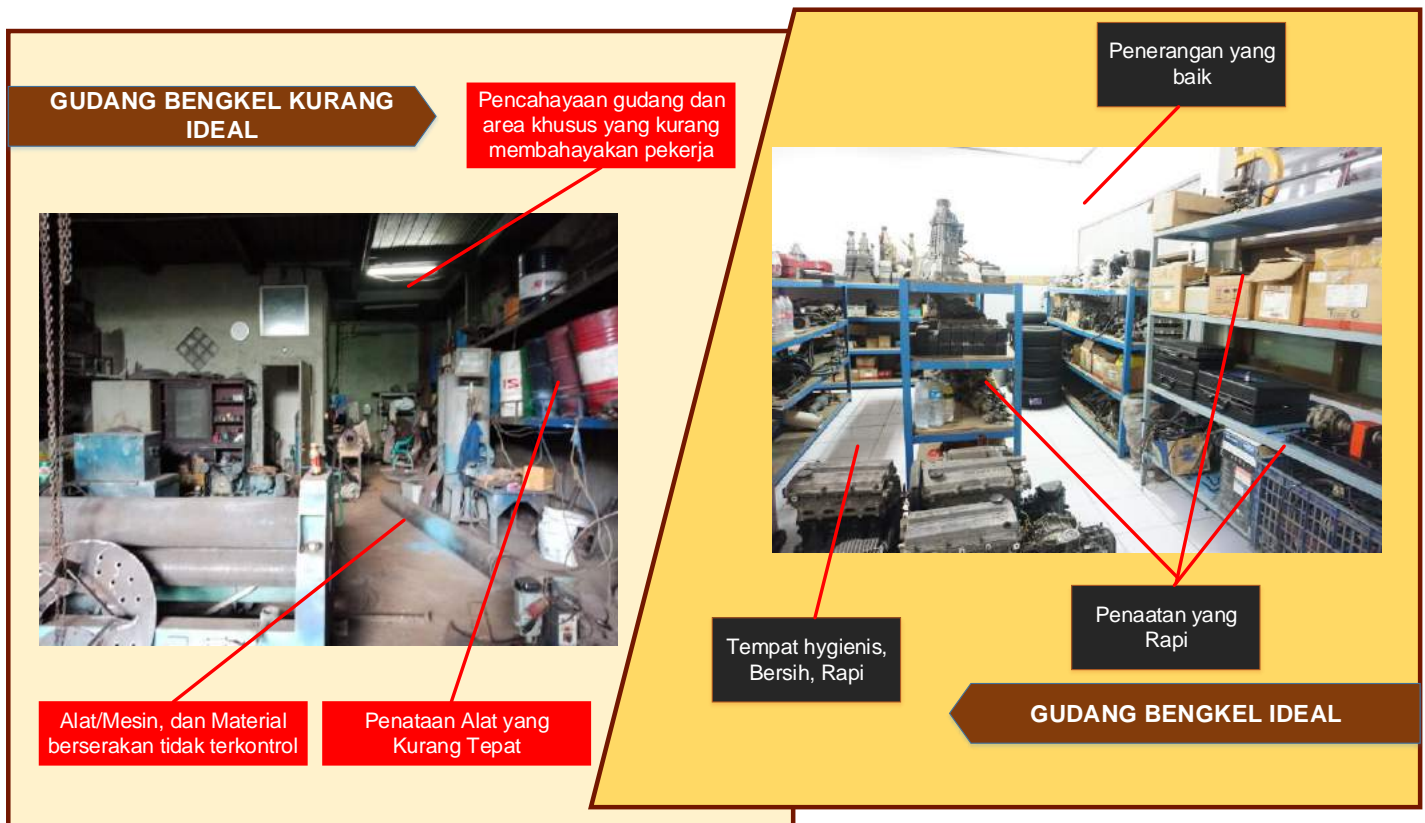 GUDANG BENGKEL KURANG
IDEAL
Pencahayaan gudang dan
area khusus yang kurang
membahayakan pekerja
Alat/Mesin, dan Material
berserakan tidak terkontrol
Penataan Alat yang
Kurang Tepat
Penerangan yang
baik
Tempat hygienis,
Bersih, Rapi
Penaatan yang
Rapi
GUDANG BENGKEL IDEAL